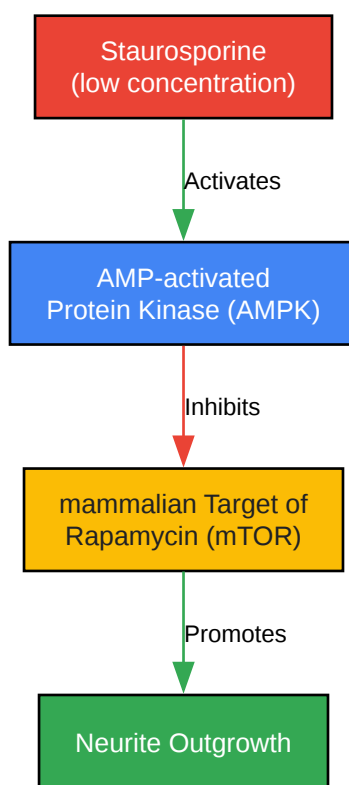 Staurosporine
(low concentration)
Activates
AMP-activated
Protein Kinase (AMPK)
Inhibits
mammalian Target of
Rapamycin (mTOR)
Promotes
Neurite Outgrowth